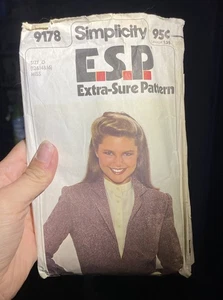 9178 Simplicity 95¢
E.S.P.
Extra-Sure Pattern